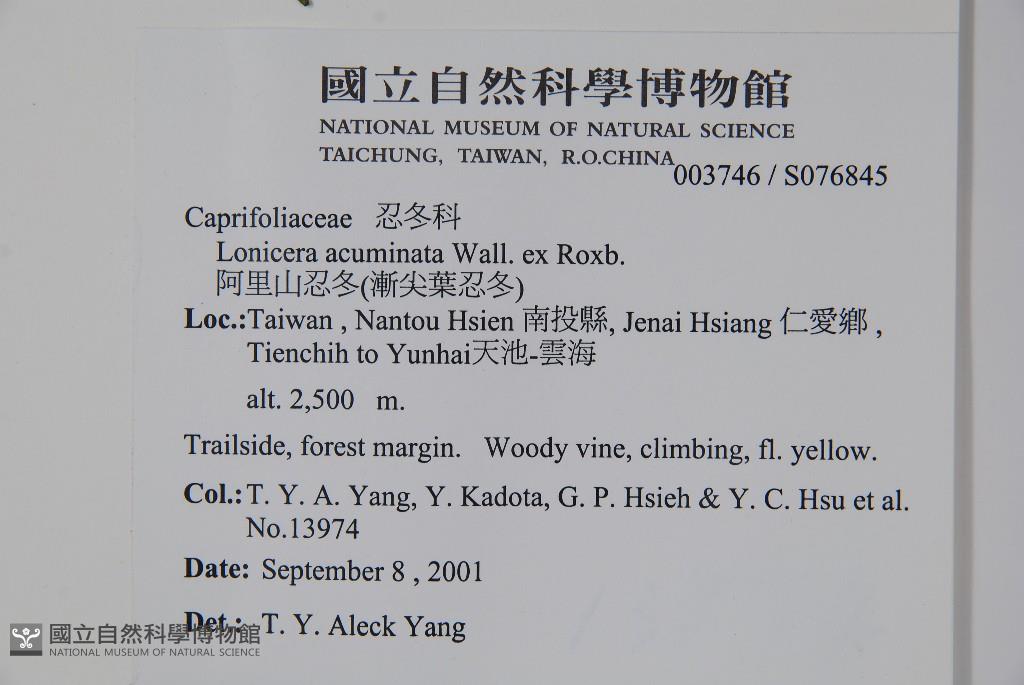 國立自然科學博物館
NATIONAL MUSEUM OF NATURAL SCIENCE
TAICHUNG, TAIWAN, R.O.CHINA
003746 / S076845
Caprifoliaceae 忍冬科
Lonicera acuminata Wall. ex Roxb.
阿里山忍冬(漸尖葉忍冬)
Loc.:Taiwan , Nantou Hsien 南投縣, Jenai Hsiang 仁愛鄉 ,
Tienchih to Yunhai天池-雲海
alt. 2,500 m.
Trailside, forest margin. Woody vine, climbing, fl. yellow.
Col.:T. Y. A. Yang, Y. Kadota, G. P. Hsieh & Y. C. Hsu et al.
No.13974
Date: September 8 , 2001
Det.: T. Y. Aleck Yang
國立自然科學博物館
NATIONAL MUSEUM OF NATURAL SCIENCE